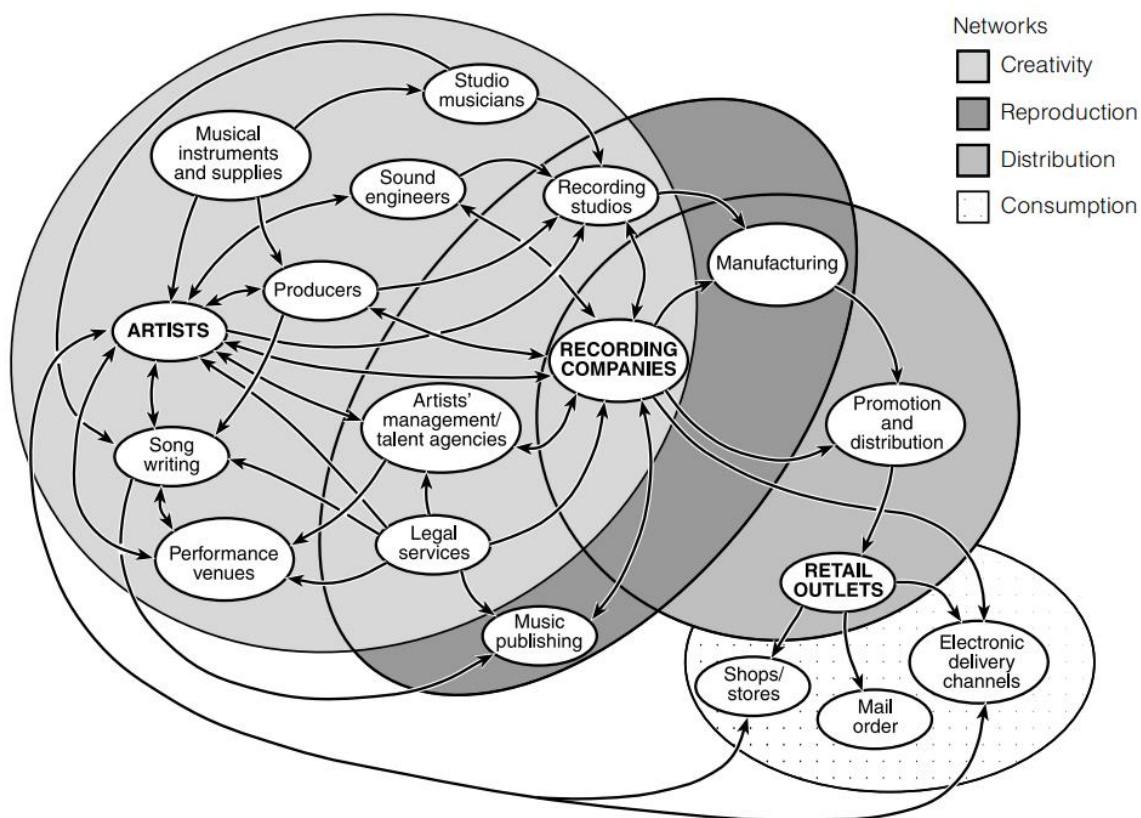 Networks
Creativity
Reproduction
Distribution
Consumption
Studio
musicians
Musical
instruments
and supplies
Sound
engineers
Recording
studios
Manufacturing
Producers
ARTISTS
RECORDING
COMPANIES
Artists'
management/
talent agencies
Promotion
and
distribution
Song
writing
Legal
services
Performance
venues
RETAIL
OUTLETS
Music
publishing
Electronic
delivery
channels
Shops/
stores
Mail
order